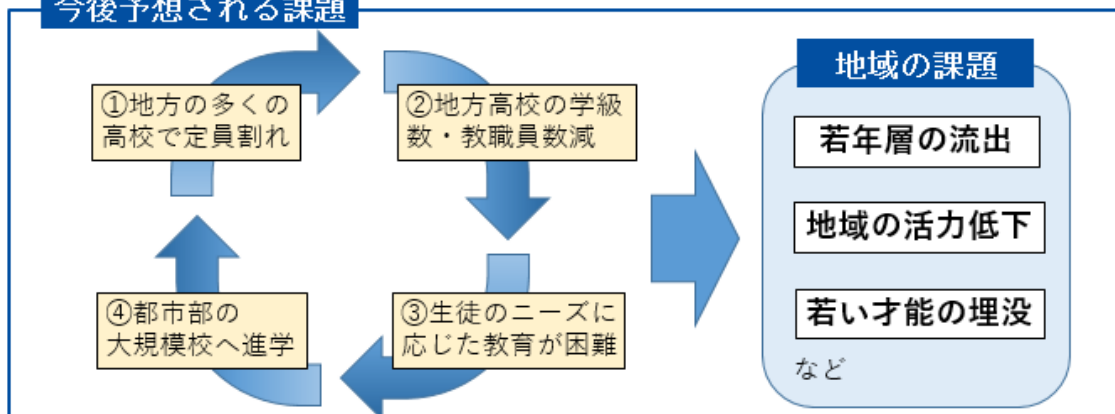 今後予想される課題
①地方の多くの
高校で定員割れ
②地方高校の学級
数・教職員数減
③生徒のニーズに
応じた教育が困難
④都市部の
大規模校へ進学
地域の課題
若年層の流出
地域の活力低下
若い才能の埋没
など